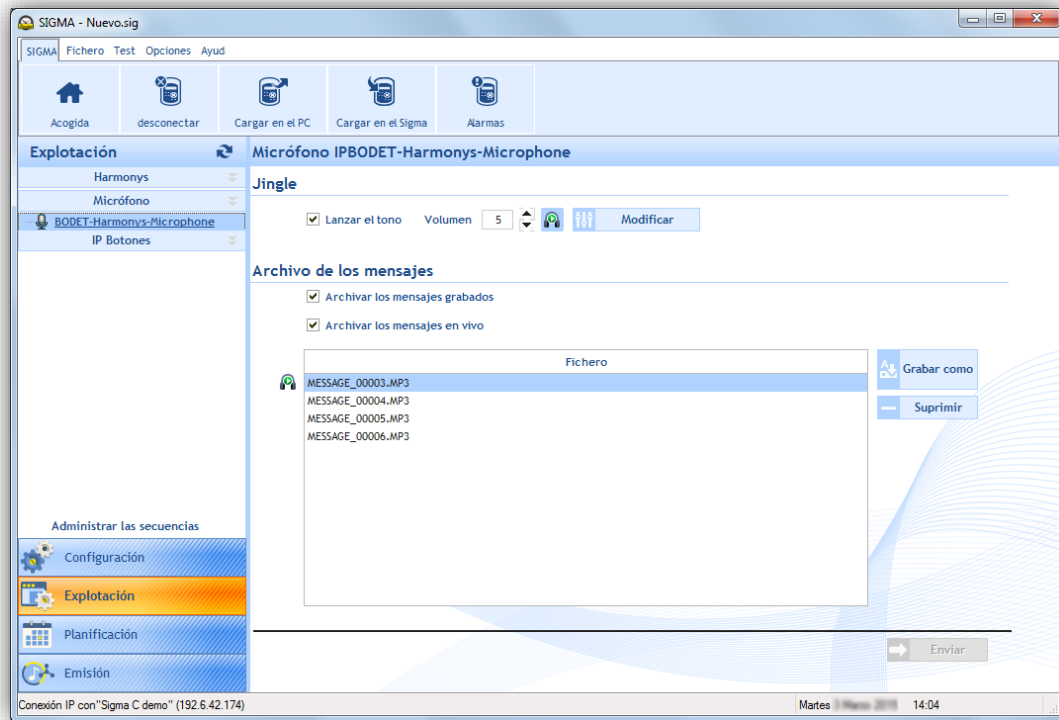 SIGMA - Nuevo.sig
SIGMA Fichero Test Opciones Ayud
Acogida desconectar Cargar en el PC Cargar en el Sigma Alarmas
Explotación
Micrófono IPBODET-Harmonys-Microphone
Harmonys
Micrófono
BODET-Harmonys-Microphone
IP Botones
Jingle
Lanzar el tono Volumen 5 Modificar
Archivo de los mensajes
Archivar los mensajes grabados
Archivar los mensajes en vivo
Fichero
MESSAGE_00003.MP3
MESSAGE_00004.MP3
MESSAGE_00005.MP3
MESSAGE_00006.MP3
Grabar como
Suprimir
Administrar las secuencias
Configuración
Explotación
Planificación
Emisión
Enviar
Conexión IP con"Sigma C demo" (192.6.42.174) Martes 14:04